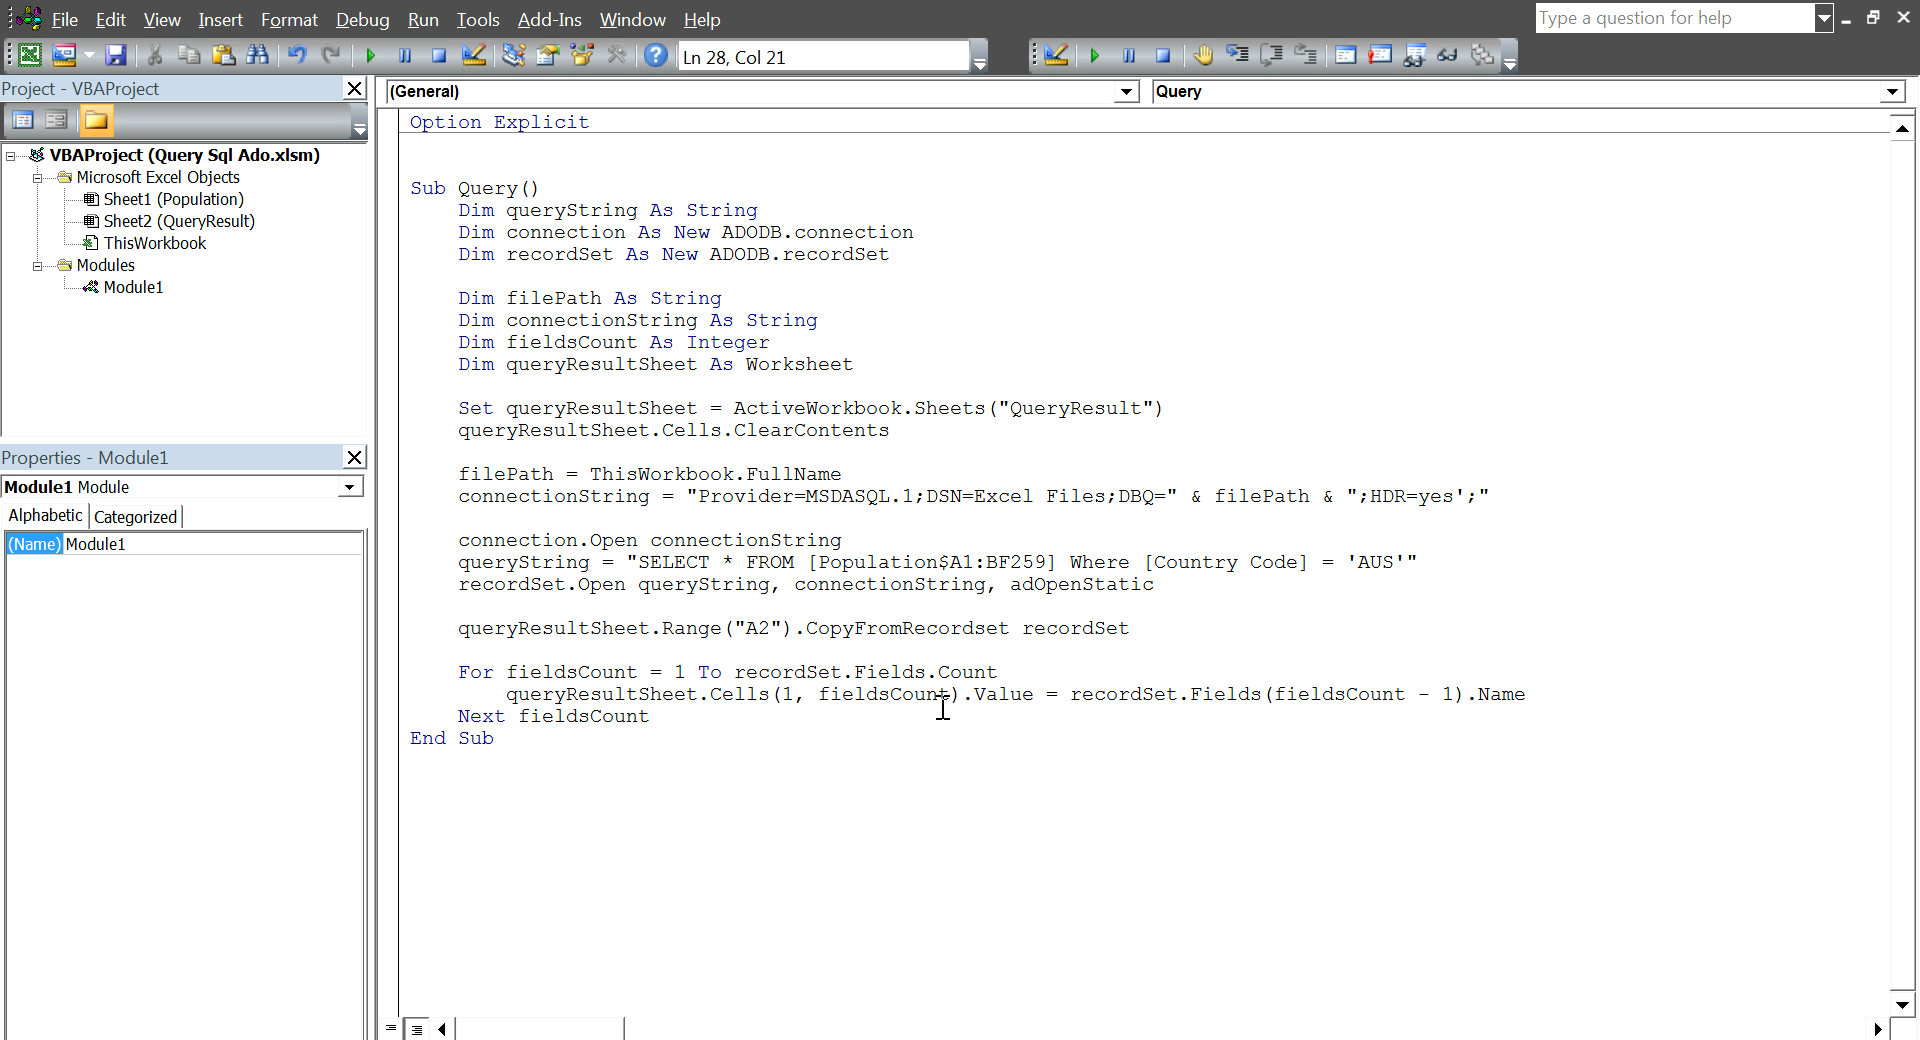 File Edit View Insert Format Debug Run Tools Add-Ins Window Help
Type a question for help
Ln 28, Col 21
Project - VBAProject
VBAProject (Query Sql Ado.xlsm)
Microsoft Excel Objects
Sheet1 (Population)
Sheet2 (QueryResult)
ThisWorkbook
Modules
Module1
Properties - Module1
Module1 Module
Alphabetic Categorized
(Name) Module1
(General) Query
Option Explicit
Sub Query()
Dim queryString As String
Dim connection As New ADODB.connection
Dim recordSet As New ADODB.recordSet
Dim filePath As String
Dim connectionString As String
Dim fieldsCount As Integer
Dim queryResultSheet As Worksheet
Set queryResultSheet = ActiveWorkbook.Sheets("QueryResult")
queryResultSheet.Cells.ClearContents
filePath = ThisWorkbook.FullName
connectionString = "Provider=MSDASQL.1;DSN=Excel Files;DBQ=" & filePath & ";HDR=yes';"
connection.Open connectionString
queryString = "SELECT * FROM [Population$A1:BF259] Where [Country Code] = 'AUS'"
recordSet.Open queryString, connectionString, adOpenStatic
queryResultSheet.Range("A2").CopyFromRecordset recordSet
For fieldsCount = 1 To recordSet.Fields.Count
queryResultSheet.Cells(1, fieldsCount).Value = recordSet.Fields(fieldsCount - 1).Name
Next fieldsCount
End Sub